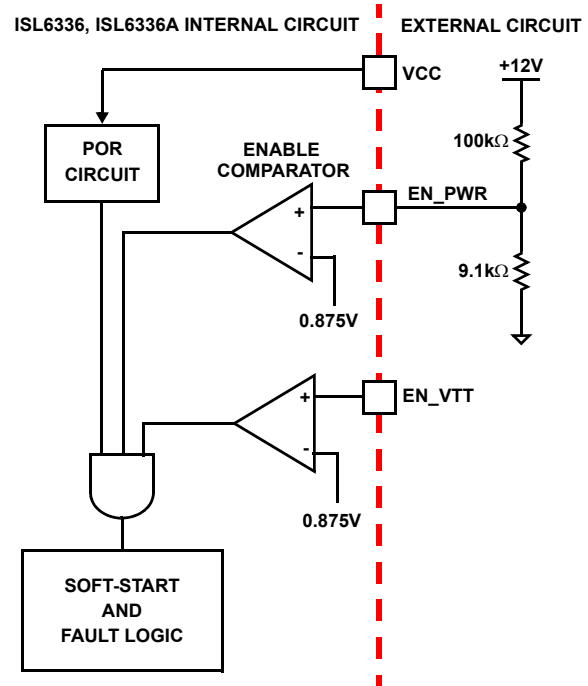 ISL6336, ISL6336A INTERNAL CIRCUIT
EXTERNAL CIRCUIT
+12V
VCC
POR
CIRCUIT
100kΩ
ENABLE
COMPARATOR
EN_PWR
+
-
9.1kΩ
0.875V
EN_VTT
+
-
0.875V
SOFT-START
AND
FAULT LOGIC